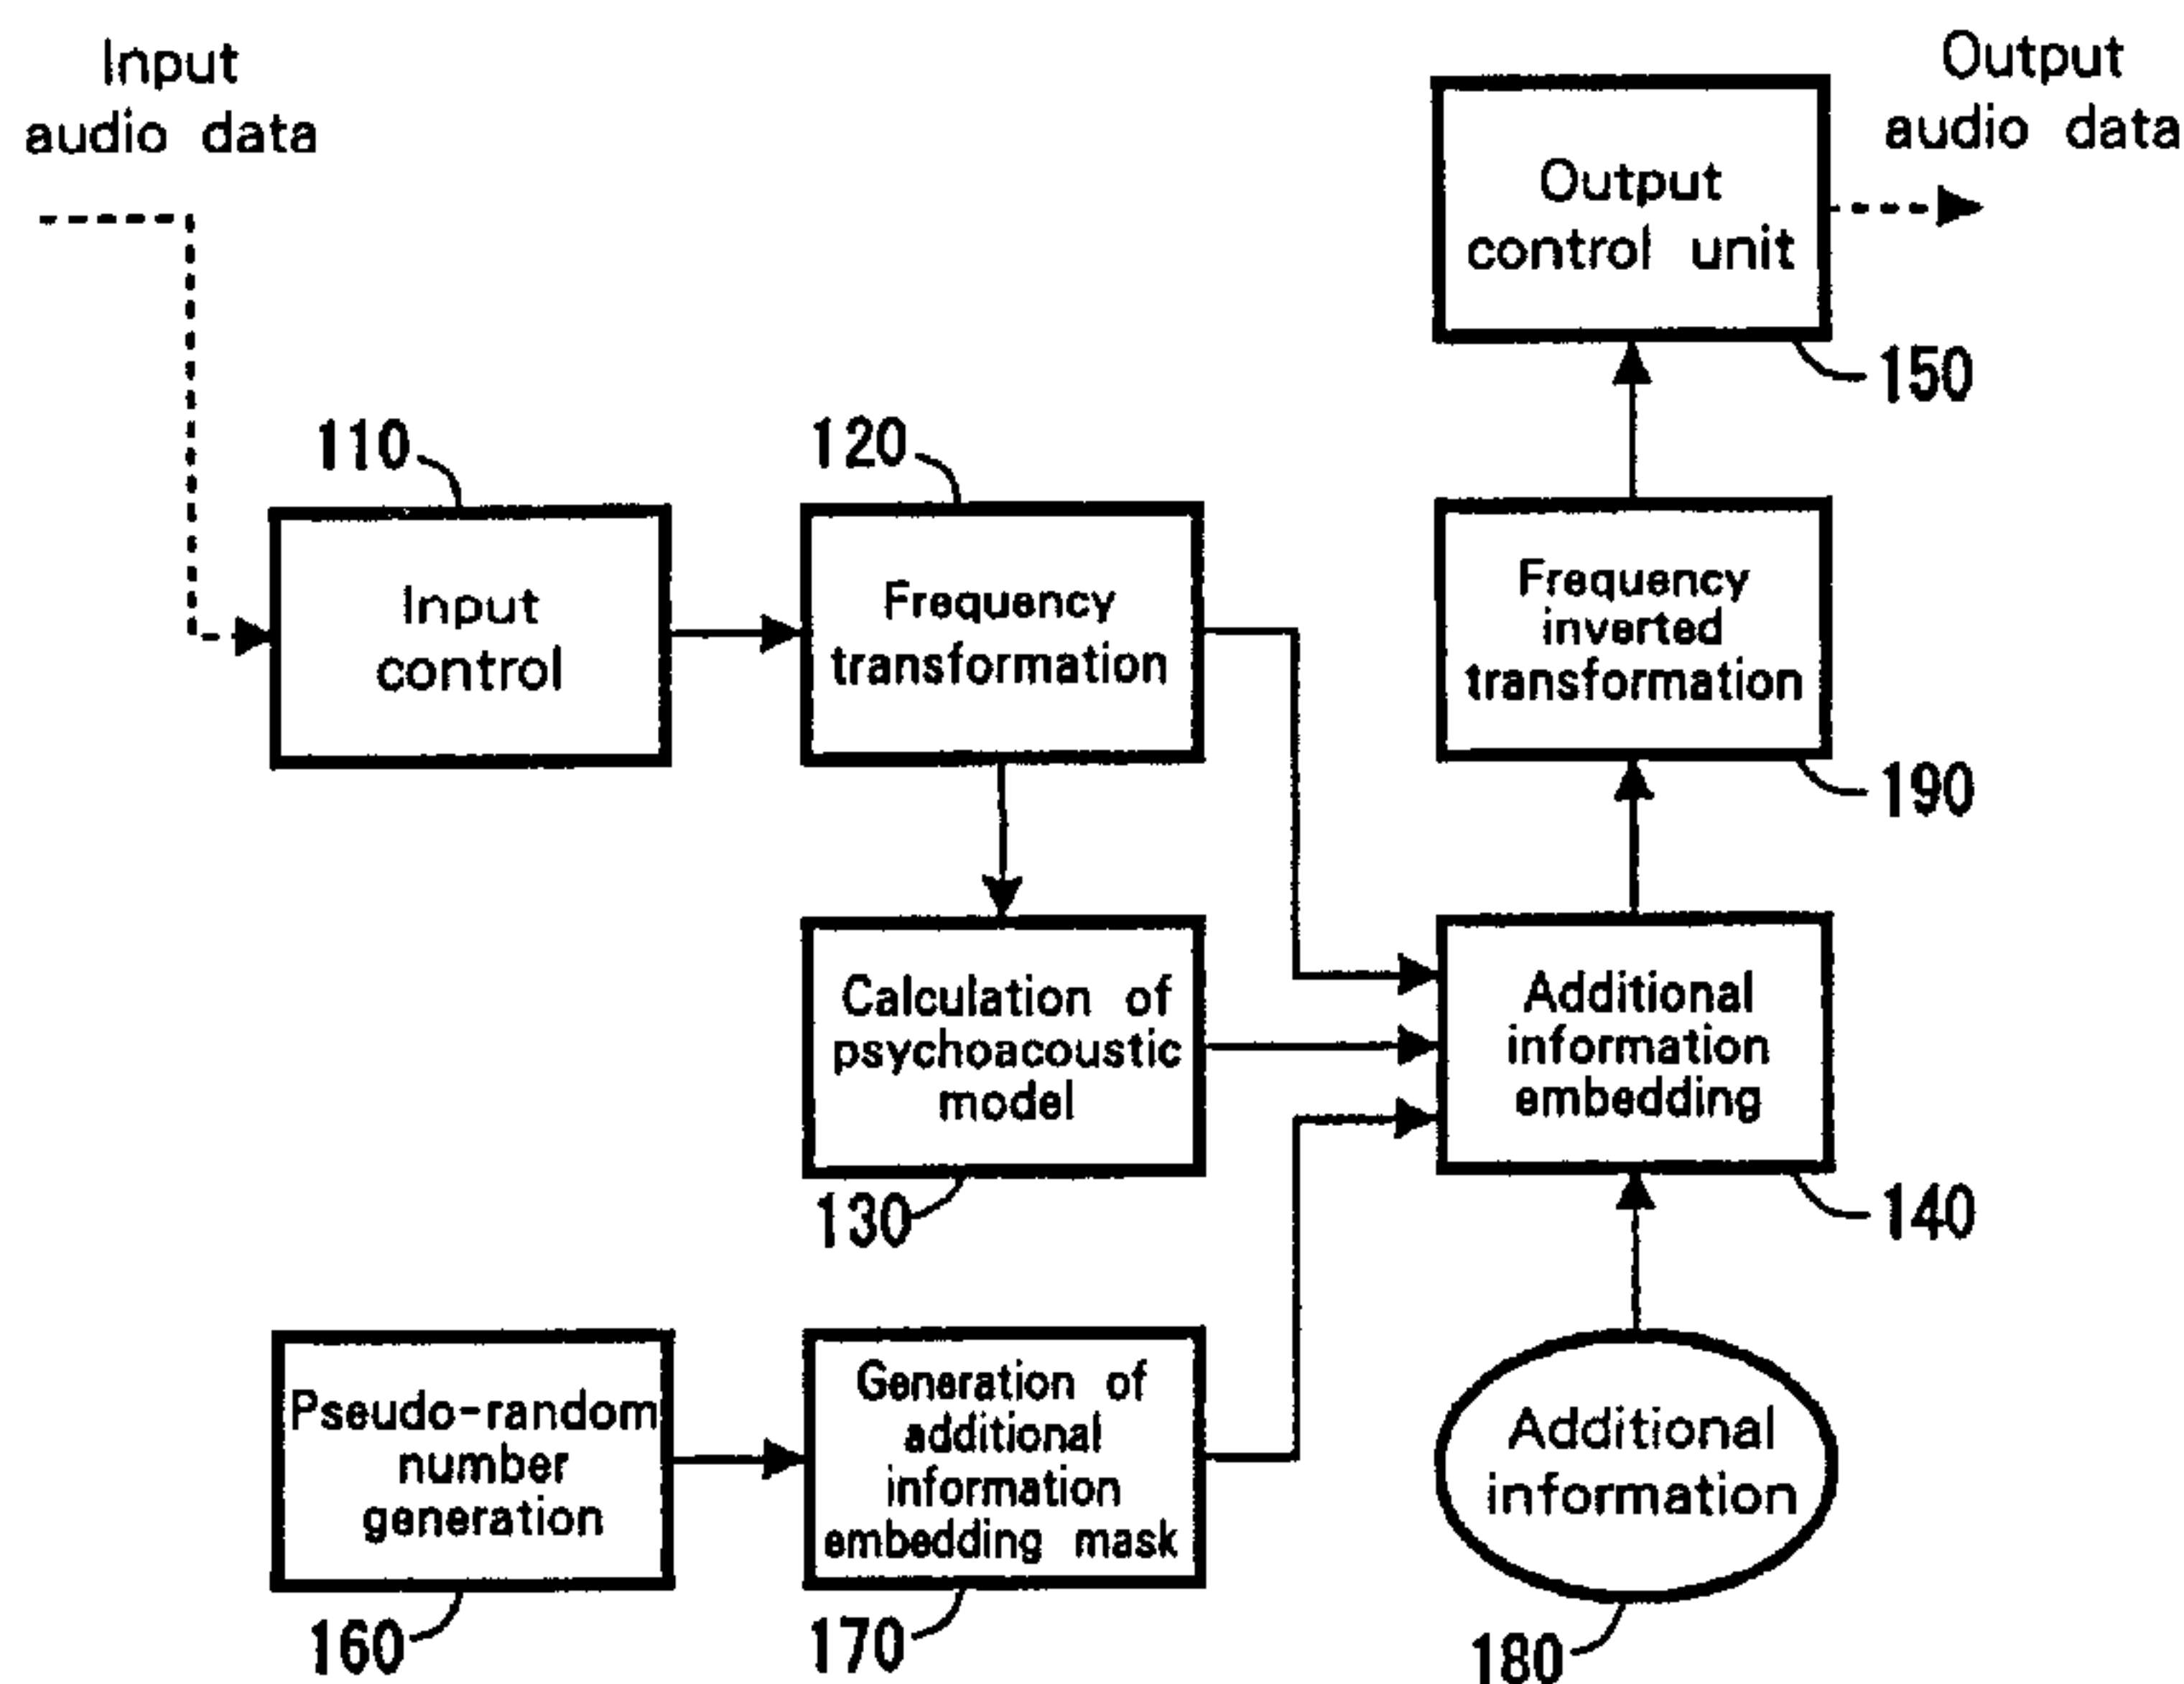 Input
audio data
Output
audio data
Output
control unit
150
110
120
Input
control
Frequency
transformation
Frequency
inverted
transformation
190
Calculation of
psychoacoustic
model
130
Additional
information
embedding
140
Pseudo-random
number
generation
160
Generation of
additional
information
embedding mask
170
Additional
information
180